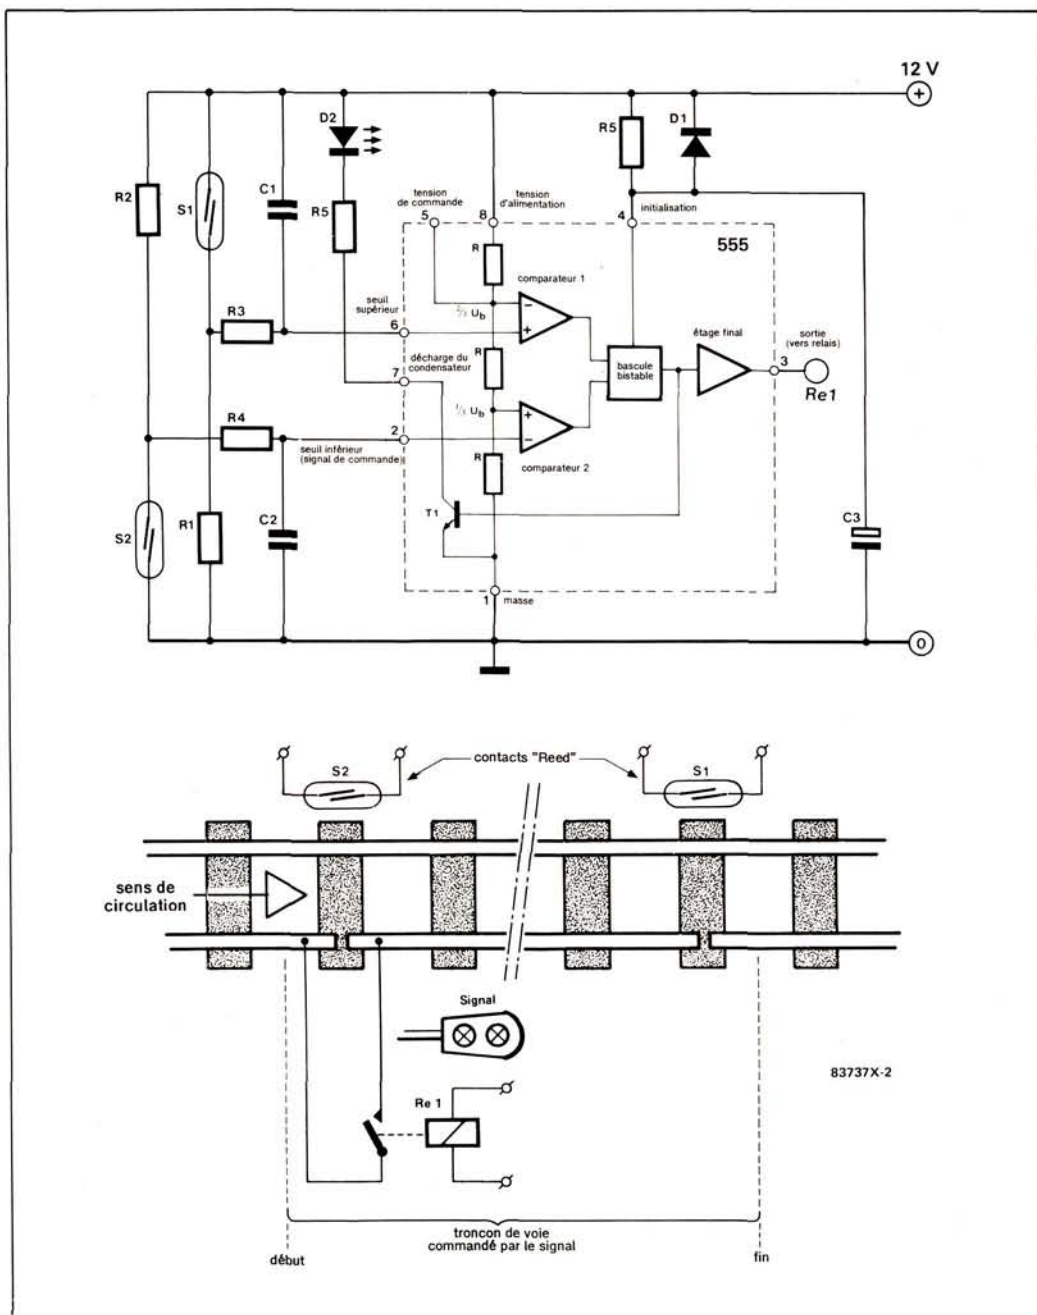 12 V
+
D2
R5
D1
R2
S1
C1
R5
tension
de commande
5
8
tension
d'alimentation
4
initialisation
555
R
comparateur 1
seuil
supérieur
6
⅔ Ub
−
+
R3
étage final
sortie
(vers relais)
3
Re1
décharge du
condensateur
7
R
bascule
bistable
⅓ Ub
+
−
R4
2
seuil inférieur
(signal de commande)
R
comparateur 2
T1
S2
R1
C2
C3
1
masse
0
contacts "Reed"
S2
S1
sens de
circulation
Signal
83737X-2
Re 1
troncon de voie
commandé par le signal
début
fin